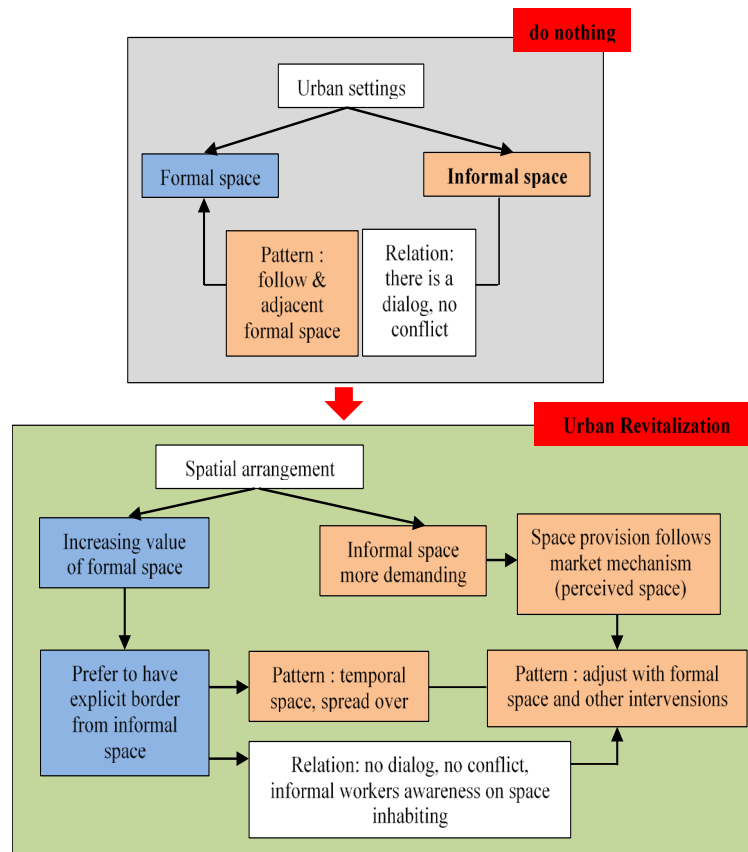 do nothing
Urban settings
Formal space
Informal space
Pattern :
follow &
adjacent
formal space
Relation:
there is a
dialog, no
conflict
Urban Revitalization
Spatial arrangement
Increasing value
of formal space
Informal space
more demanding
Space provision follows
market mechanism
(perceived space)
Prefer to have
explicit border
from informal
space
Pattern : temporal
space, spread over
Pattern : adjust with formal
space and other intervensions
Relation: no dialog, no conflict,
informal workers awareness on space
inhabiting